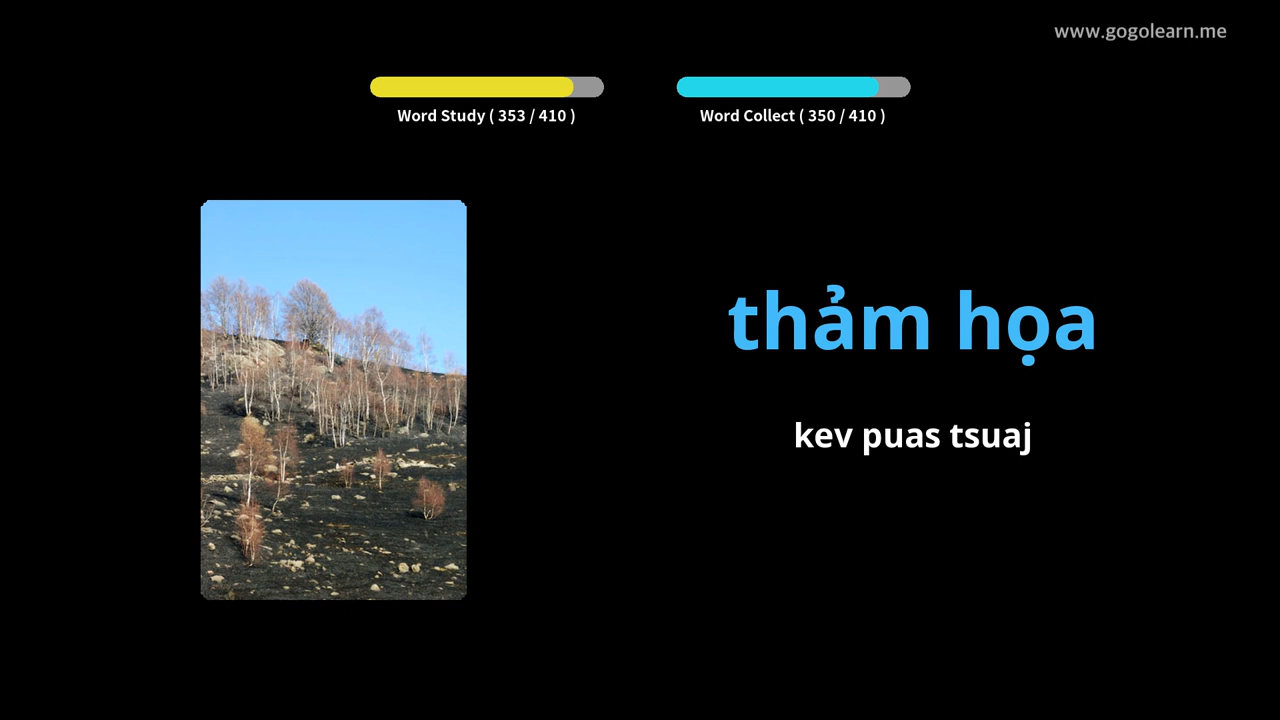 www.gogolearn.me
Word Study ( 353 / 410 )
Word Collect ( 350 / 410 )
thảm họa
kev puas tsuaj